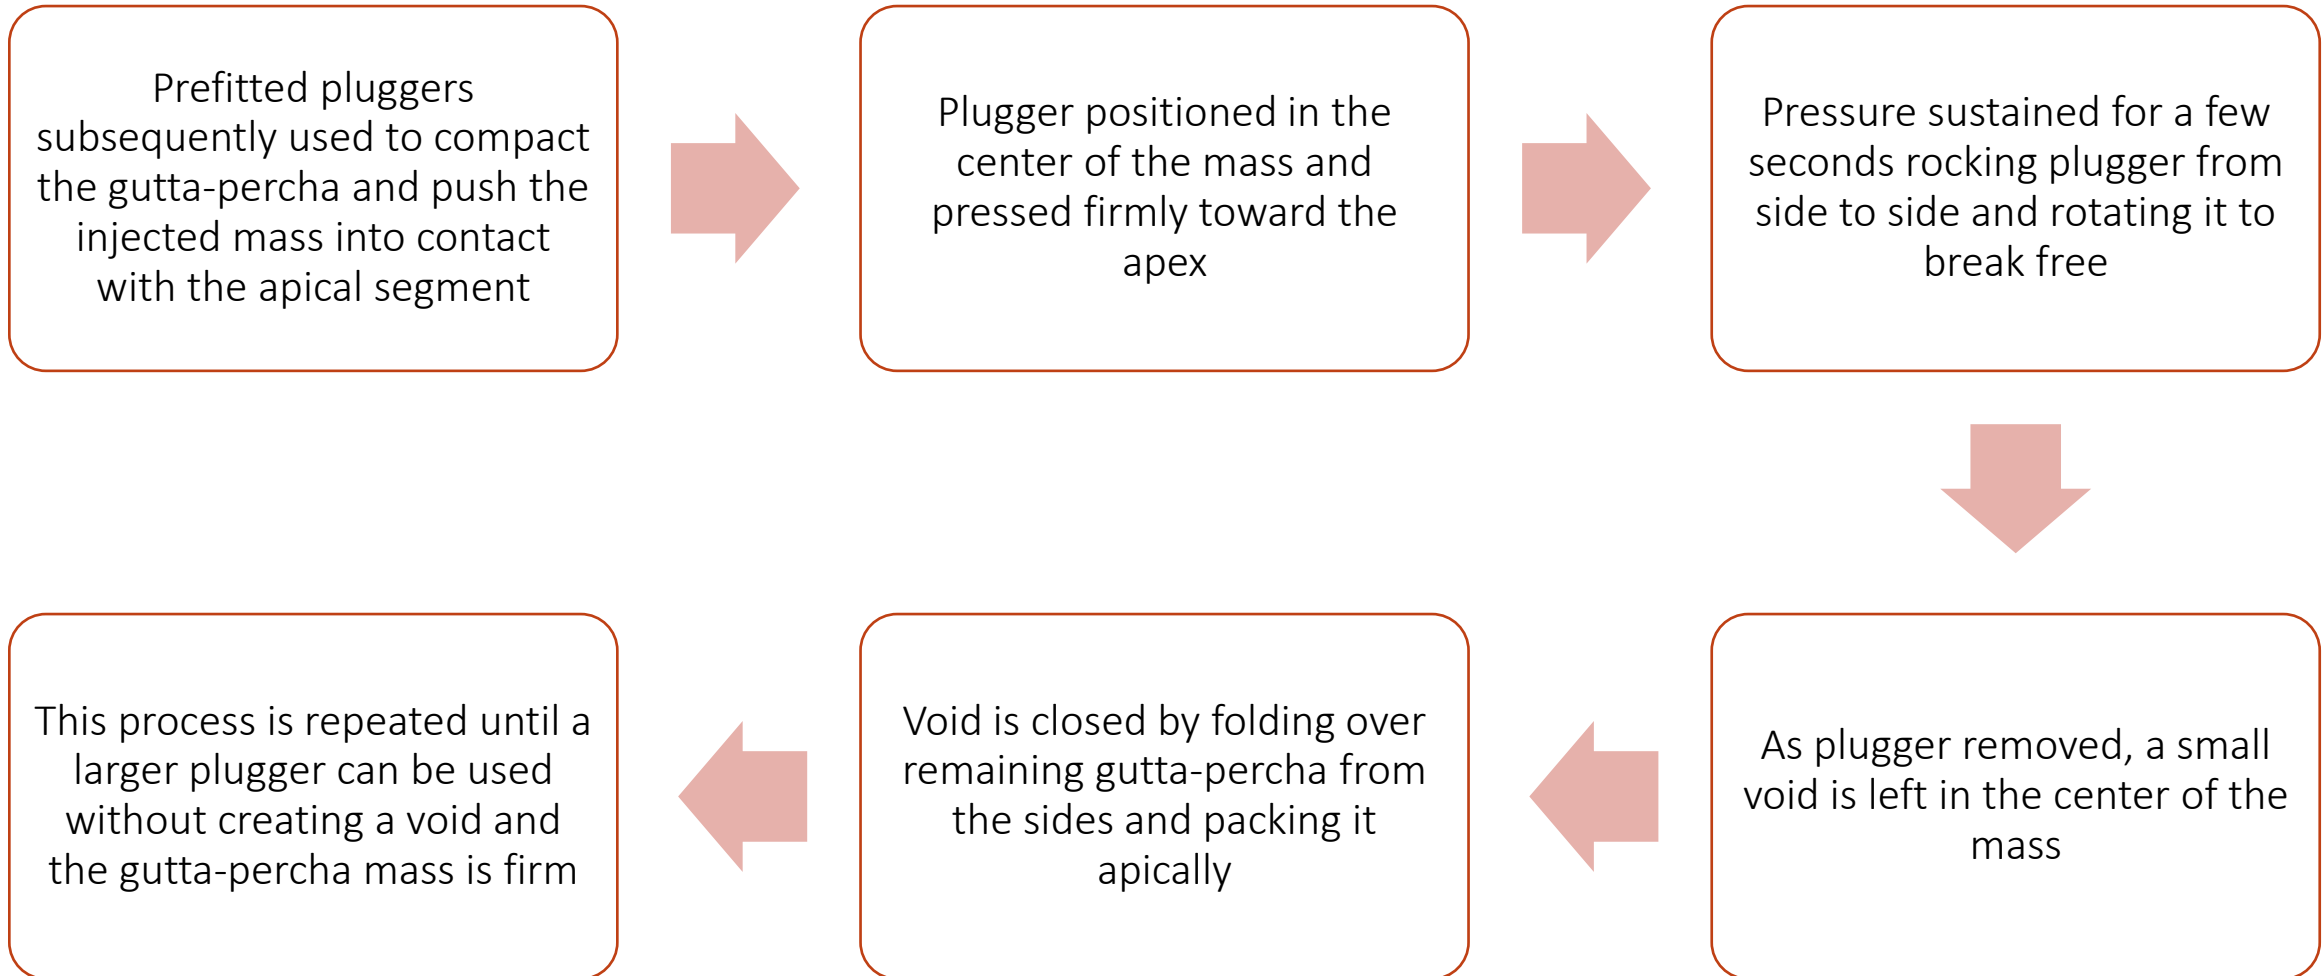 Prefitted pluggers
subsequently used to compact
the gutta-percha and push the
injected mass into contact
with the apical segment
Plugger positioned in the
center of the mass and
pressed firmly toward the
apex
Pressure sustained for a few
seconds rocking plugger from
side to side and rotating it to
break free
As plugger removed, a small
void is left in the center of the
mass
Void is closed by folding over
remaining gutta-percha from
the sides and packing it
apically
This process is repeated until a
larger plugger can be used
without creating a void and
the gutta-percha mass is firm